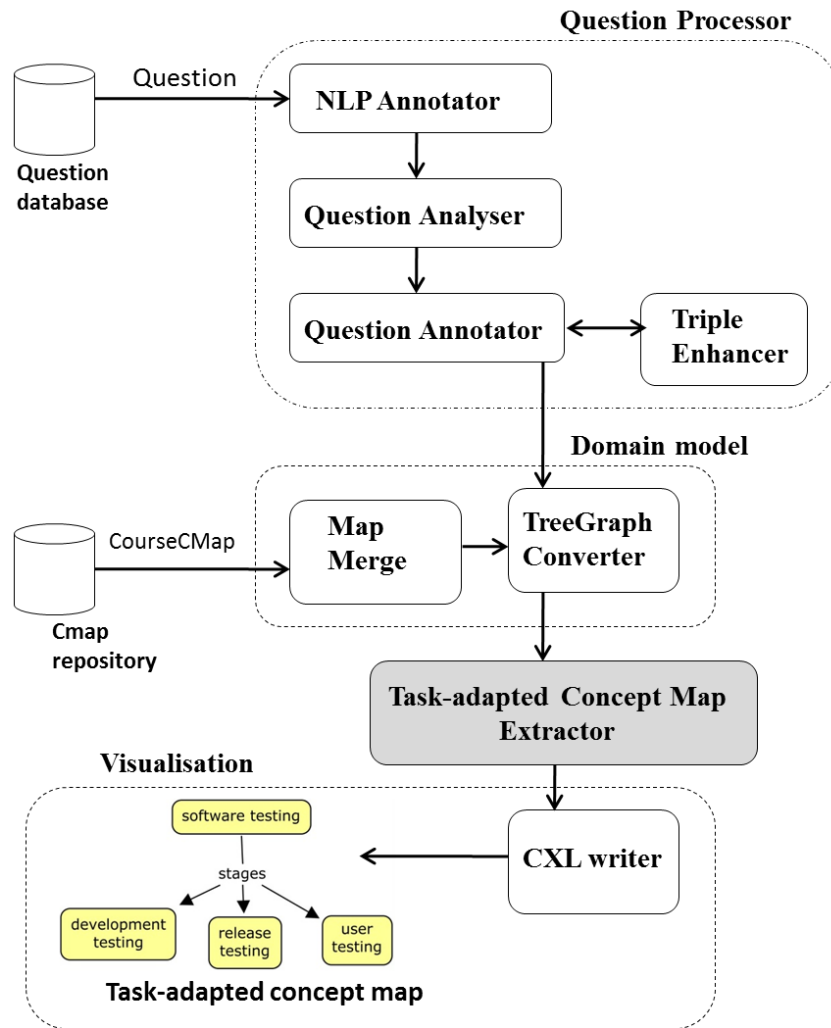 Question Processor
Question
NLP Annotator
Question
database
Question Analyser
Question Annotator
Triple
Enhancer
Domain model
CourseCMap
Map
Merge
TreeGraph
Converter
Cmap
repository
Task-adapted Concept Map
Extractor
Visualisation
software testing
stages
development
testing
release
testing
user
testing
CXL writer
Task-adapted concept map